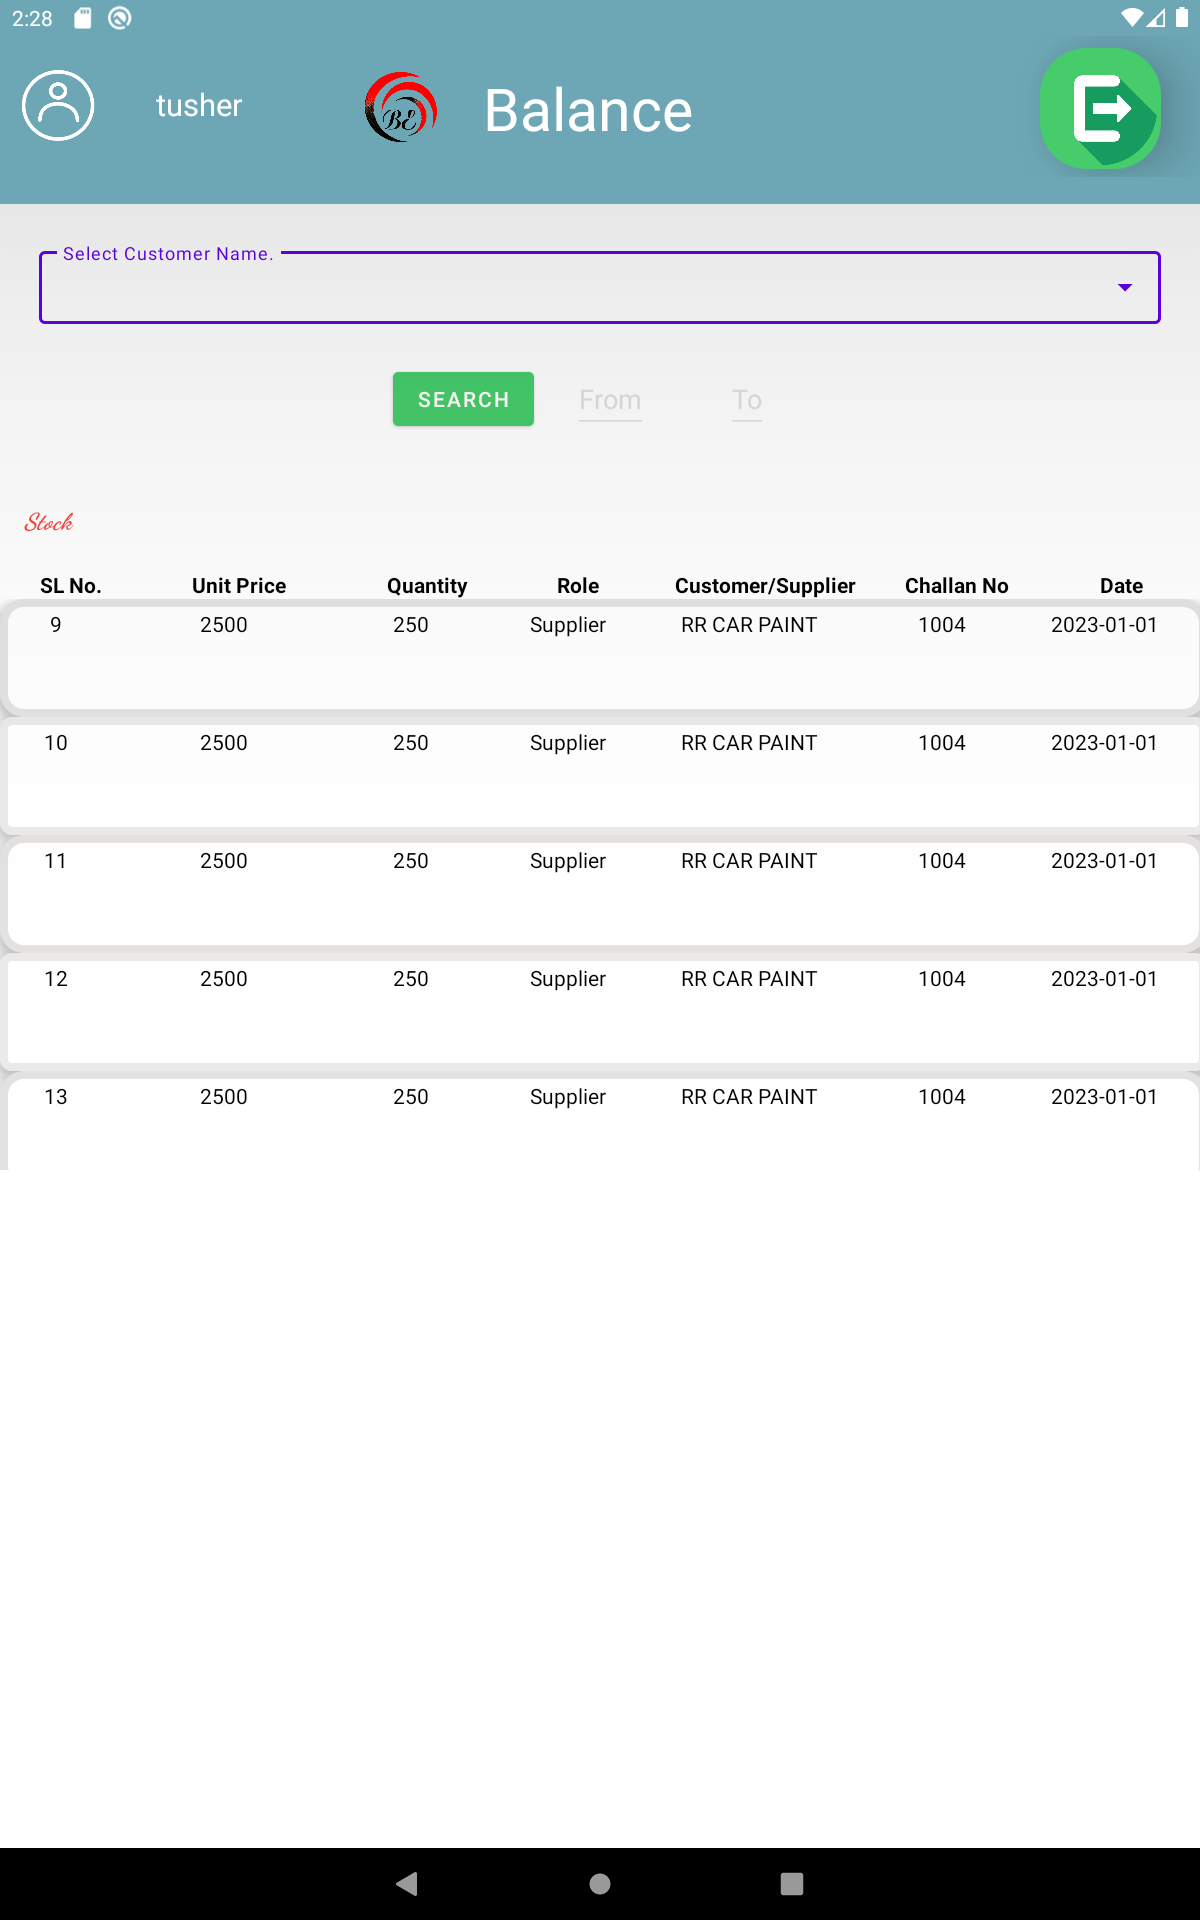 2:28
tusher
BE
Balance
Select Customer Name.
SEARCH From To
Stock
SL No. Unit Price Quantity Role Customer/Supplier Challan No Date
9 2500 250 Supplier RR CAR PAINT 1004 2023-01-01
10 2500 250 Supplier RR CAR PAINT 1004 2023-01-01
11 2500 250 Supplier RR CAR PAINT 1004 2023-01-01
12 2500 250 Supplier RR CAR PAINT 1004 2023-01-01
13 2500 250 Supplier RR CAR PAINT 1004 2023-01-01